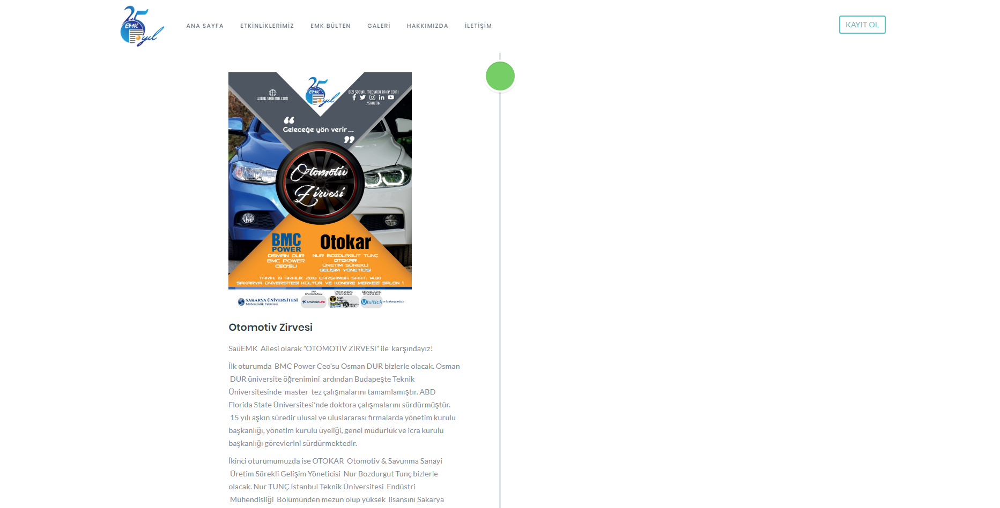 25
EMK
yıl
ANA SAYFA
ETKİNLİKLERİMİZ
EMK BÜLTEN
GALERİ
HAKKIMIZDA
İLETİŞİM
KAYIT OL
25
EMK
yıl
WWW.SAUEMK.COM
BİZİ SOSYAL MEDYADA TAKİP EDİN!
/SAUEMK
“
Geleceğe yön verir...
”
Otomotiv
Zirvesi
BMC
POWER
OSMAN DUR
BMC POWER
CEO'SU
Otokar
NUR BOZDURGUT TUNÇ
OTOKAR
ÜRETİM SÜREKLİ
GELİŞİM YÖNETİCİSİ
TARİH: 19 ARALIK 2018 ÇARŞAMBA SAAT: 14.30
SAKARYA ÜNİVERSİTESİ KÜLTÜR VE KONGRE MERKEZİ SALON 1
SAKARYA ÜNİVERSİTESİ
Mühendislik Fakültesi
ANA
SPONSORUMUZ
AmericanLIFE
TANITIM & MEDYA
SPONSORUMUZ
DİJİTAL BİLETLEME
SPONSORUMUZ
Visitick
mf.sakarya.edu.tr
Otomotiv Zirvesi
SaüEMK  Ailesi olarak ”OTOMOTİV ZİRVESİ” ile  karşındayız!
İlk oturumda  BMC Power Ceo’su Osman DUR bizlerle olacak. Osman
DUR üniversite öğrenimini  ardından Budapeşte Teknik
Üniversitesinde  master  tez çalışmalarını tamamlamıştır. ABD
Florida State Üniversitesi'nde doktora çalışmalarını sürdürmüştür.
15 yılı aşkın süredir ulusal ve uluslararası firmalarda yönetim kurulu
başkanlığı, yönetim kurulu üyeliği, genel müdürlük ve icra kurulu
başkanlığı görevlerini sürdürmektedir.
İkinci oturumumuzda ise OTOKAR  Otomotiv & Savunma Sanayi
Üretim Sürekli Gelişim Yöneticisi  Nur Bozdurgut Tunç bizlerle
olacak. Nur TUNÇ İstanbul Teknik Üniversitesi  Endüstri
Mühendisliği  Bölümünden mezun olup yüksek  lisansını Sakarya